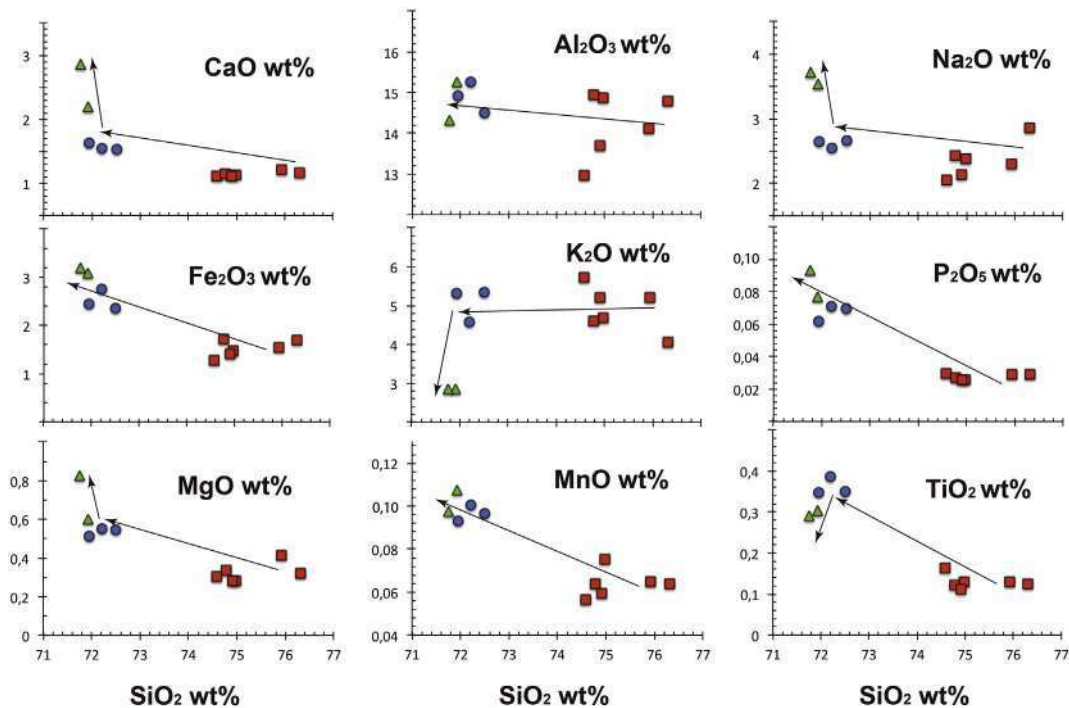 CaO wt%
3
2
1
Al₂O₃ wt%
16
15
14
13
Na₂O wt%
4
3
2
Fe₂O₃ wt%
3
2
1
K₂O wt%
6
5
4
3
P₂O₅ wt%
0,10
0,08
0,06
0,04
0,02
MgO wt%
0,8
0,6
0,4
0,2
0
71 72 73 74 75 76 77
SiO₂ wt%
MnO wt%
0,12
0,10
0,08
0,06
0,04
71 72 73 74 75 76 77
TiO₂ wt%
0,4
0,3
0,2
0,1
0
71 72 73 74 75 76 77
SiO₂ wt%